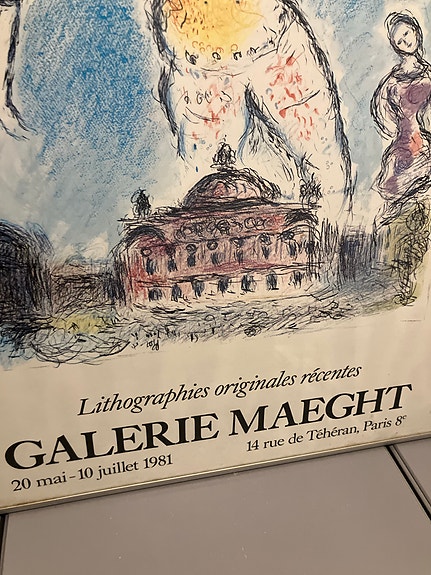 Lithographies originales récentes
GALERIE MAEGHT
20 mai - 10 juillet 1981
14 rue de Téhéran, Paris 8e